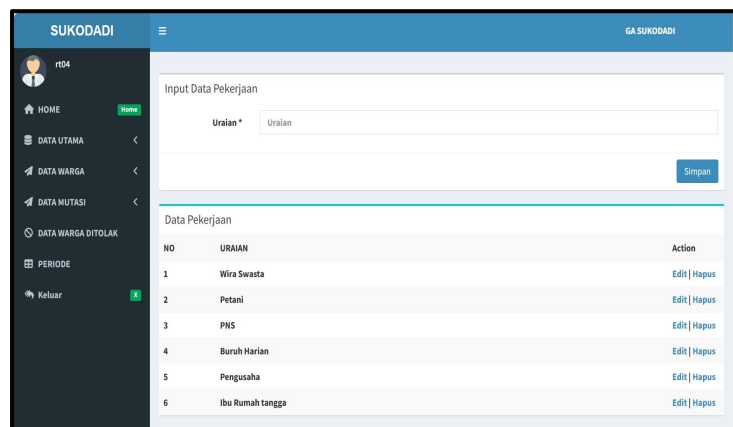 SUKODADI
GA SUKODADI
rt04
HOME Home
DATA UTAMA
DATA WARGA
DATA MUTASI
DATA WARGA DITOLAK
PERIODE
Keluar X
Input Data Pekerjaan
Uraian * Uraian
Simpan
Data Pekerjaan
NO URAIAN Action
1 Wira Swasta Edit | Hapus
2 Petani Edit | Hapus
3 PNS Edit | Hapus
4 Buruh Harian Edit | Hapus
5 Pengusaha Edit | Hapus
6 Ibu Rumah tangga Edit | Hapus